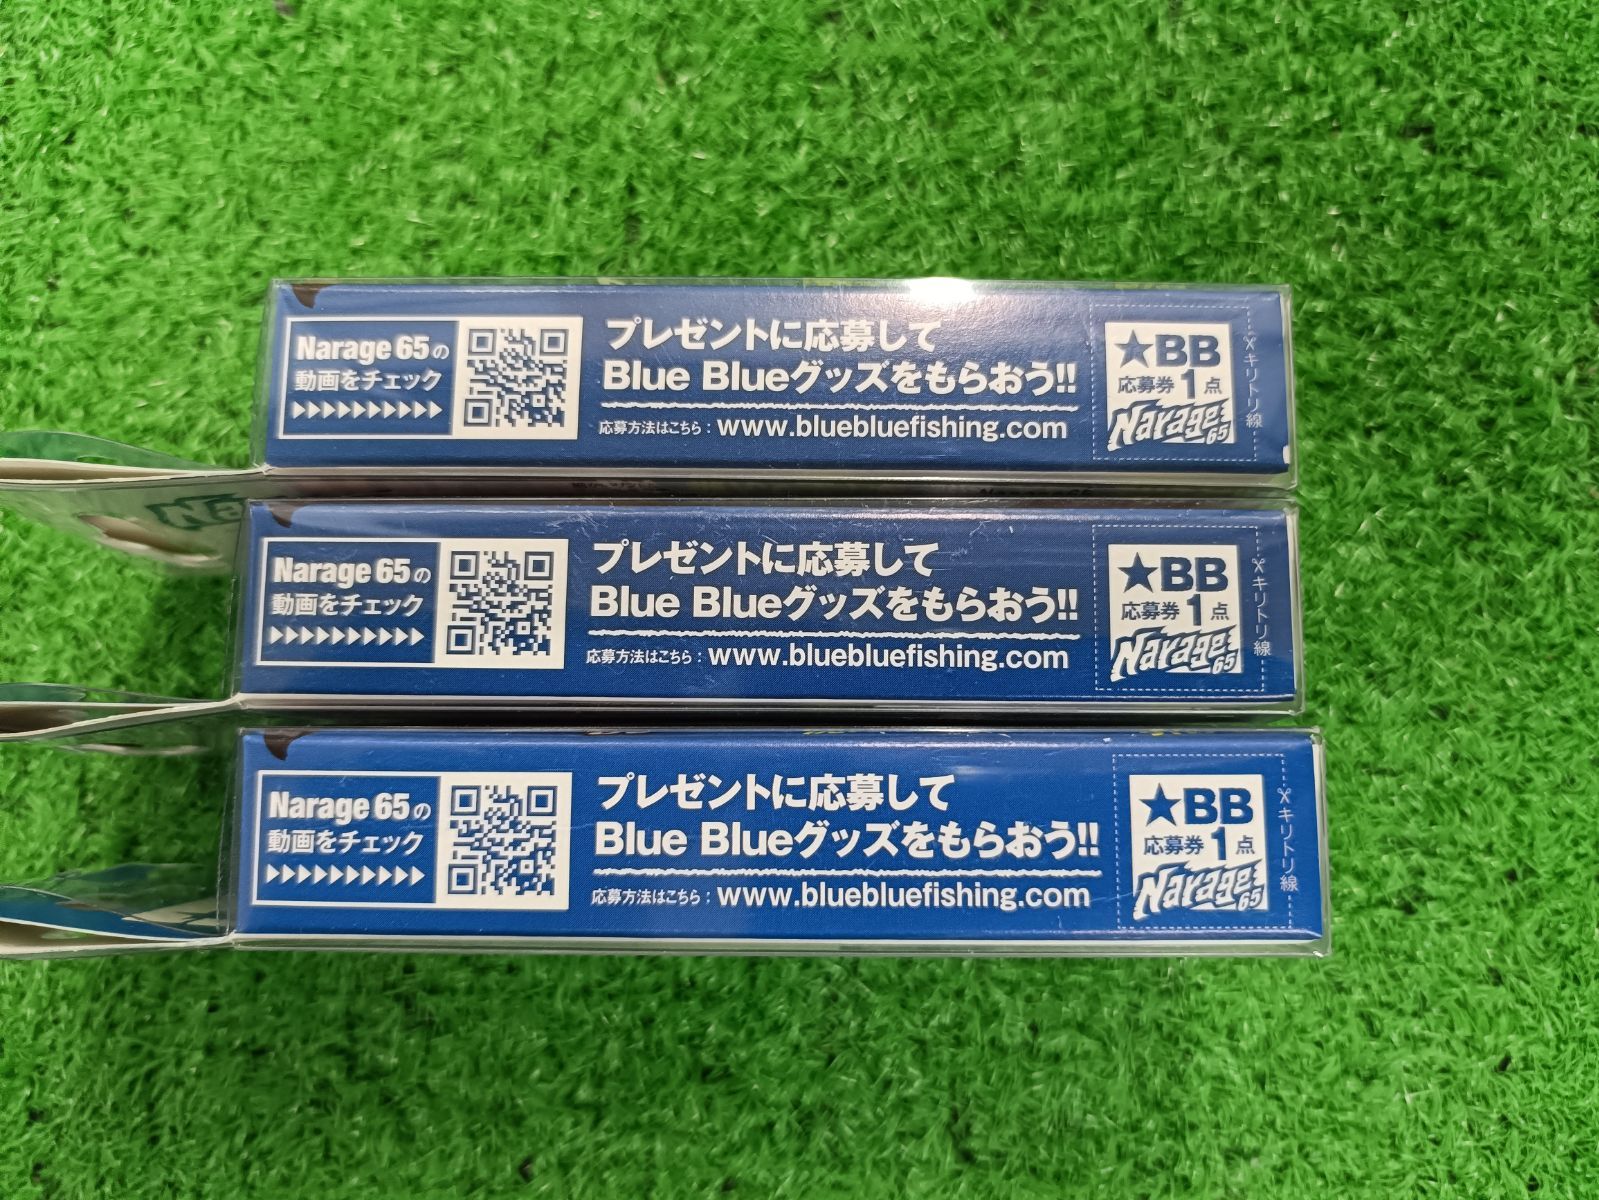 Narage 65の
動画をチェック
プレゼントに応募して
Blue Blueグッズをもらおう!!
応募方法はこちら：www.bluebluefishing.com
★BB
応募券1点
Narage
65
キリトリ線
Narage 65の
動画をチェック
プレゼントに応募して
Blue Blueグッズをもらおう!!
応募方法はこちら：www.bluebluefishing.com
★BB
応募券1点
Narage
65
キリトリ線
Narage 65の
動画をチェック
プレゼントに応募して
Blue Blueグッズをもらおう!!
応募方法はこちら：www.bluebluefishing.com
★BB
応募券1点
Narage
65
キリトリ線